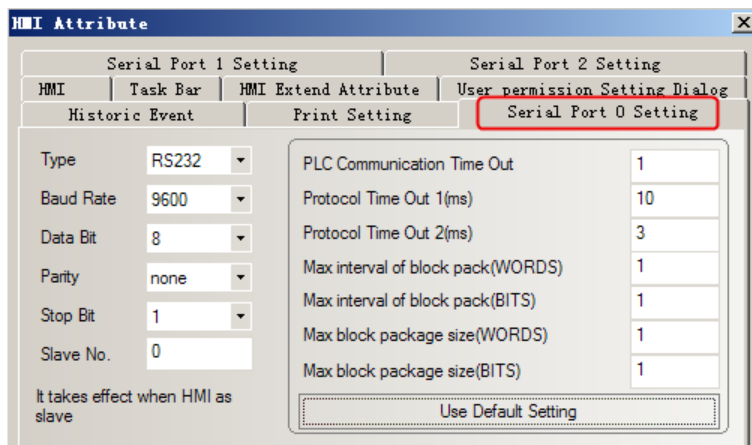 HMI Attribute
Serial Port 1 Setting
Serial Port 2 Setting
HMI
Task Bar
HMI Extend Attribute
User permission Setting Dialog
Historic Event
Print Setting
Serial Port 0 Setting
Type
RS232
Baud Rate
9600
Data Bit
8
Parity
none
Stop Bit
1
Slave No.
0
It takes effect when HMI as
slave
PLC Communication Time Out
1
Protocol Time Out 1(ms)
10
Protocol Time Out 2(ms)
3
Max interval of block pack(WORDS)
1
Max interval of block pack(BITS)
1
Max block package size(WORDS)
1
Max block package size(BITS)
1
Use Default Setting